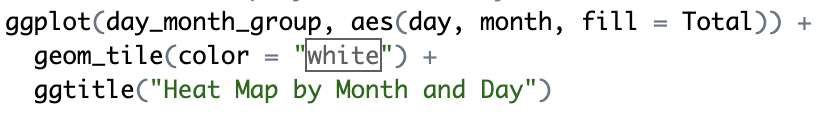 ggplot(day_month_group, aes(day, month, fill = Total)) +
geom_tile(color = "white") +
ggtitle("Heat Map by Month and Day")